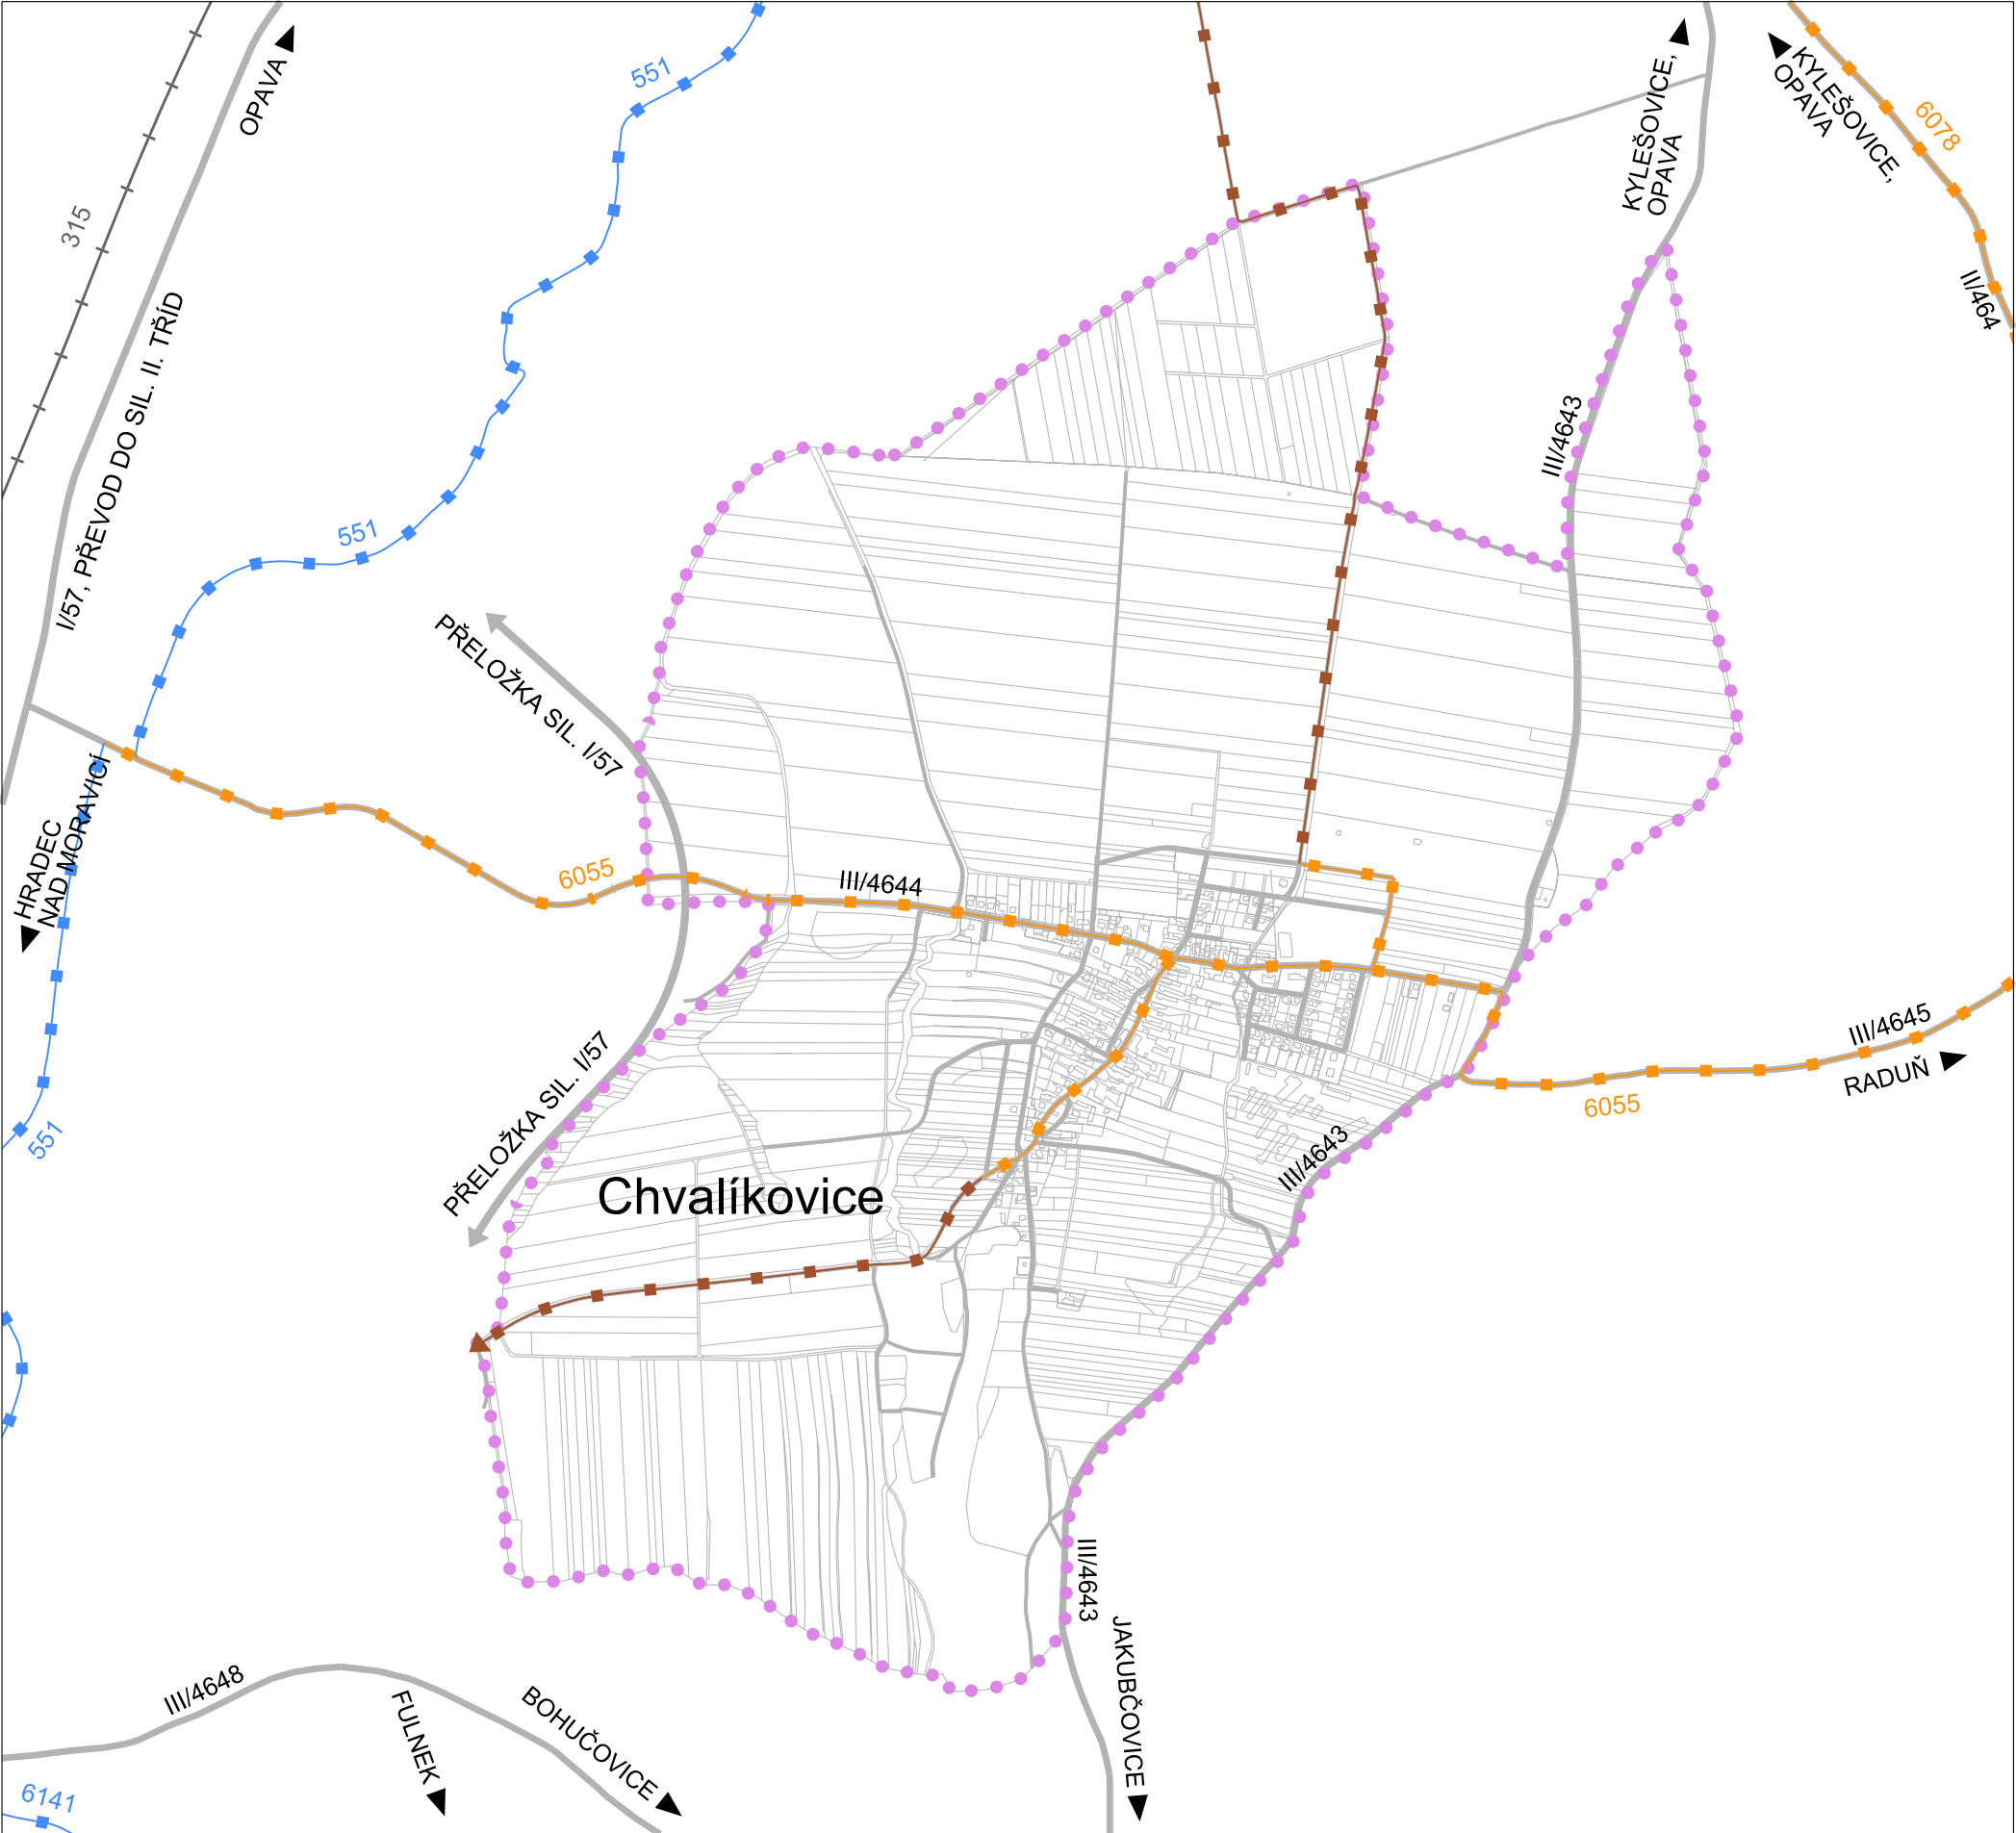 551
OPAVA
KYLEŠOVICE,
OPAVA
KYLEŠOVICE,
OPAVA
6078
315
II/464
I/57, PŘEVOD DO SIL. II. TŘÍD
III/4643
551
PŘELOŽKA SIL. I/57
HRADEC
NAD MORAVICÍ
6055
III/4644
III/4645
RADUŇ
6055
551
PŘELOŽKA SIL. I/57
III/4643
Chvalíkovice
III/4643
JAKUBČOVICE
III/4648
FULNEK
BOHUČOVICE
6141